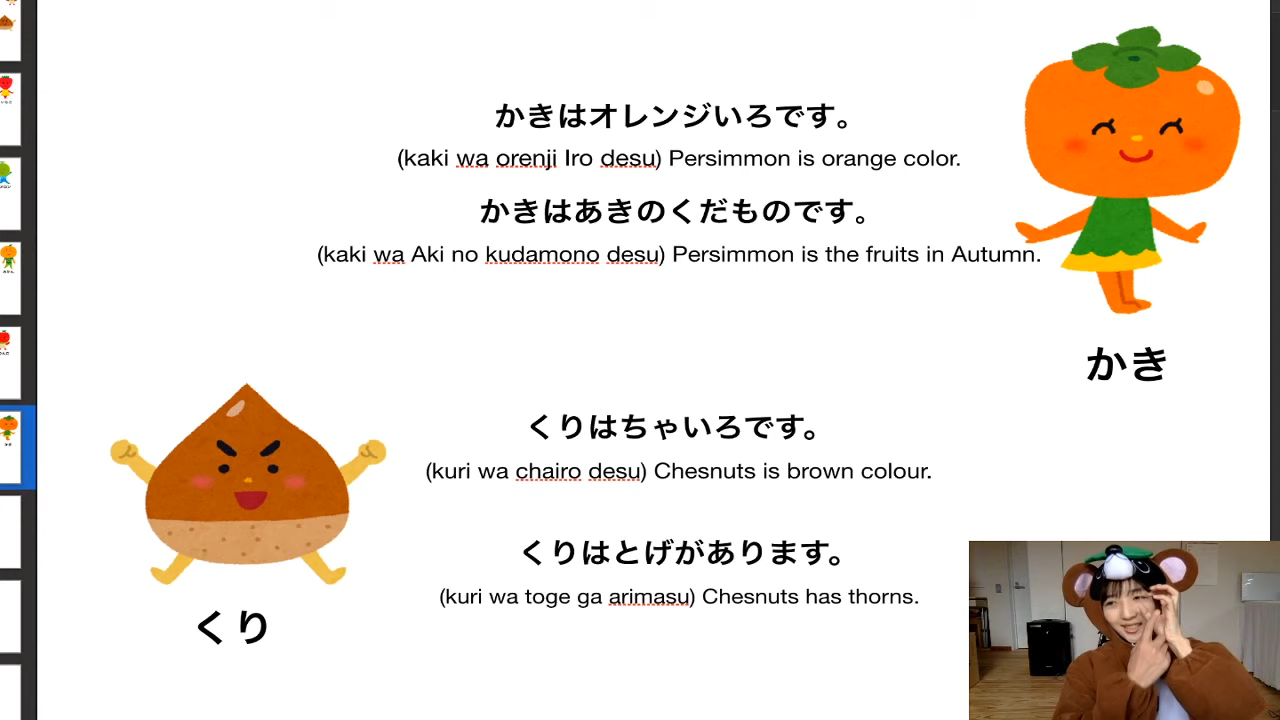 かきはオレンジいろです。
(kaki wa orenji Iro desu) Persimmon is orange color.
かきはあきのくだものです。
(kaki wa Aki no kudamono desu) Persimmon is the fruits in Autumn.
かき
くりはちゃいろです。
(kuri wa chairo desu) Chesnuts is brown colour.
くりはとげがあります。
(kuri wa toge ga arimasu) Chesnuts has thorns.
くり